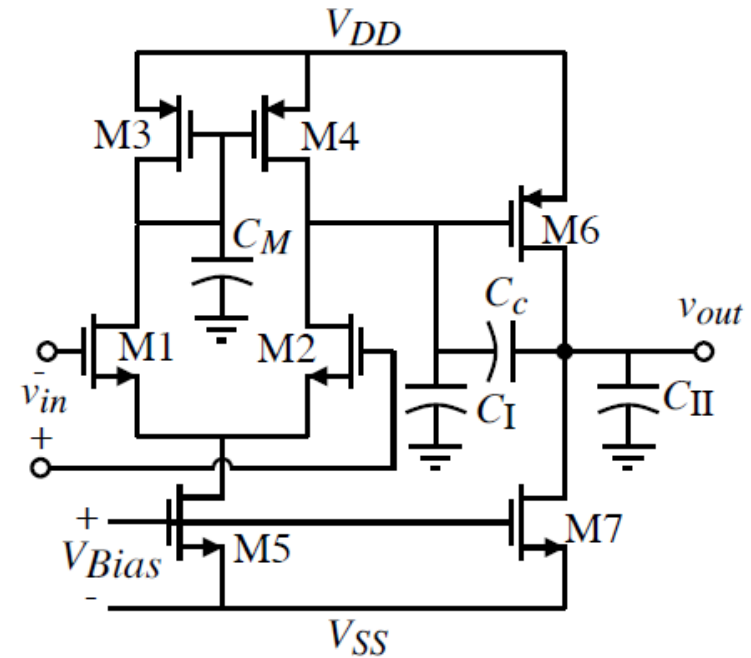 VDD
M3
M4
CM
M6
Cc
vout
M1
M2
-
vin
+
CI
CII
+
VBias
-
M5
M7
VSS